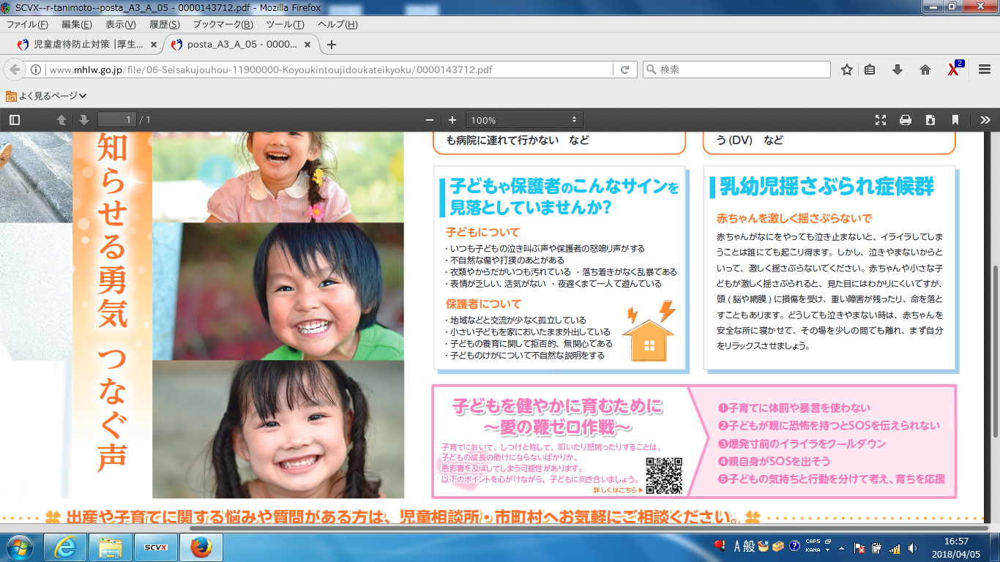 SCVX--r-tanimoto--posta_A3_A_05 - 0000143712.pdf - Mozilla Firefox
ファイル(F) 編集(E) 表示(V) 履歴(S) ブックマーク(B) ツール(T) ヘルプ(H)
児童虐待防止対策 |厚生...
posta_A3_A_05 - 0000...
www.mhlw.go.jp/file/06-Seisakujouhou-11900000-Koyoukintoujidoukateikyoku/0000143712.pdf
検索
2
よく見るページ
1 / 1
100%
知らせる勇気 つなぐ声
も病院に連れて行かない など
う (DV) など
子どもや保護者のこんなサインを
見落としていませんか?
子どもについて
・いつも子どもの泣き叫ぶ声や保護者の怒鳴り声がする
・不自然な傷や打撲のあとがある
・衣類やからだがいつも汚れている ・落ち着きがなく乱暴である
・表情が乏しい、活気がない ・夜遅くまで一人で遊んでいる
保護者について
・地域などと交流が少なく孤立している
・小さい子どもを家においたまま外出している
・子どもの養育に関して拒否的、無関心である
・子どものけがについて不自然な説明をする
乳幼児揺さぶられ症候群
赤ちゃんを激しく揺さぶらないで
赤ちゃんがなにをやっても泣き止まないと、イライラしてしま
うことは誰にでも起こり得ます。しかし、泣きやまないからと
いって、激しく揺さぶらないでください。赤ちゃんや小さな子
どもが激しく揺さぶられると、見た目にはわかりにくいですが、
頭 ( 脳や網膜 ) に損傷を受け、重い障害が残ったり、命を落と
すこともあります。どうしても泣きやまない時は、赤ちゃんを
安全な所に寝かせて、その場を少しの間でも離れ、まず自分
をリラックスさせましょう。
子どもを健やかに育むために
～愛の鞭ゼロ作戦～
子育てにおいて、しつけと称して、叩いたり怒鳴ったりすることは、
子どもの成長の助けにならないばかりか、
悪影響を及ぼしてしまう可能性があります。
以下のポイントを心がけながら、子どもに向き合いましょう。
詳しくはこちら▶
❶子育てに体罰や暴言を使わない
❷子どもが親に恐怖を持つとSOSを伝えられない
❸爆発寸前のイライラをクールダウン
❹親自身がSOSを出そう
❺子どもの気持ちと行動を分けて考え、育ちを応援
出産や子育てに関する悩みや質問がある方は、児童相談所・市町村へお気軽にご相談ください。
SCVX
A 般
CAPS
KANA
16:57
2018/04/05